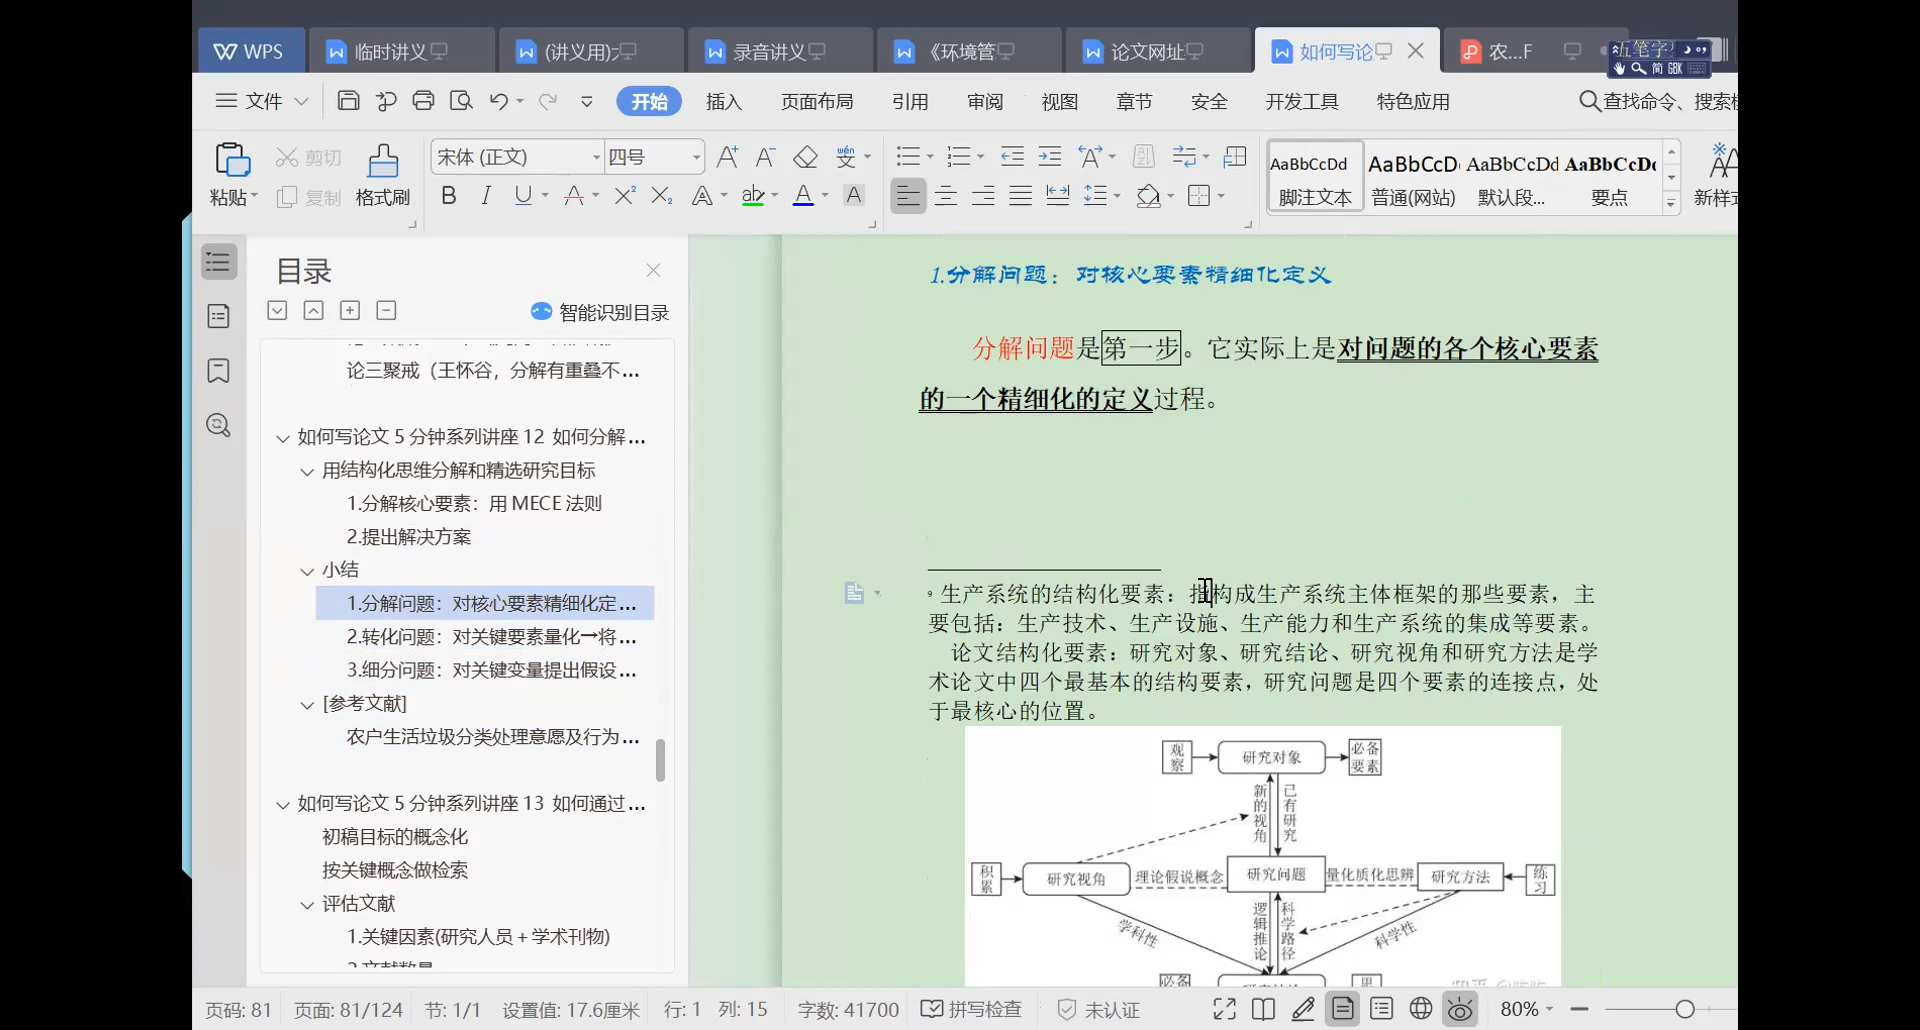 WPS
临时讲义
(讲义用)
录音讲义
《环境管
论文网址
如何写论
农...F
五笔字
简 GBK
文件
开始
插入
页面布局
引用
审阅
视图
章节
安全
开发工具
特色应用
查找命令、搜索
粘贴
剪切
复制
格式刷
宋体 (正文)
四号
AaBbCcDd
脚注文本
AaBbCcD
普通(网站)
AaBbCcDd
默认段...
AaBbCcD
要点
新样式
目录
智能识别目录
论三聚戒（王怀谷，分解有重叠不...
如何写论文 5 分钟系列讲座 12 如何分解...
用结构化思维分解和精选研究目标
1.分解核心要素：用 MECE 法则
2.提出解决方案
小结
1.分解问题：对核心要素精细化定...
2.转化问题：对关键要素量化→将...
3.细分问题：对关键变量提出假设...
[参考文献]
农户生活垃圾分类处理意愿及行为...
如何写论文 5 分钟系列讲座 13 如何通过...
初稿目标的概念化
按关键概念做检索
评估文献
1.关键因素(研究人员 + 学术刊物)
2.文献数量
1.分解问题：对核心要素精细化定义
分解问题是第一步。它实际上是对问题的各个核心要素
的一个精细化的定义过程。
9 生产系统的结构化要素：指构成生产系统主体框架的那些要素，主
要包括：生产技术、生产设施、生产能力和生产系统的集成等要素。
论文结构化要素：研究对象、研究结论、研究视角和研究方法是学
术论文中四个最基本的结构要素，研究问题是四个要素的连接点，处
于最核心的位置。
观察
研究对象
必备要素
新的视角
已有研究
积累
研究视角
理论假说概念
研究问题
量化质化思辨
研究方法
练习
学科性
逻辑推论
科学路径
科学性
必备
研究结论
思
页码: 81
页面: 81/124
节: 1/1
设置值: 17.6厘米
行: 1
列: 15
字数: 41700
拼写检查
未认证
80%